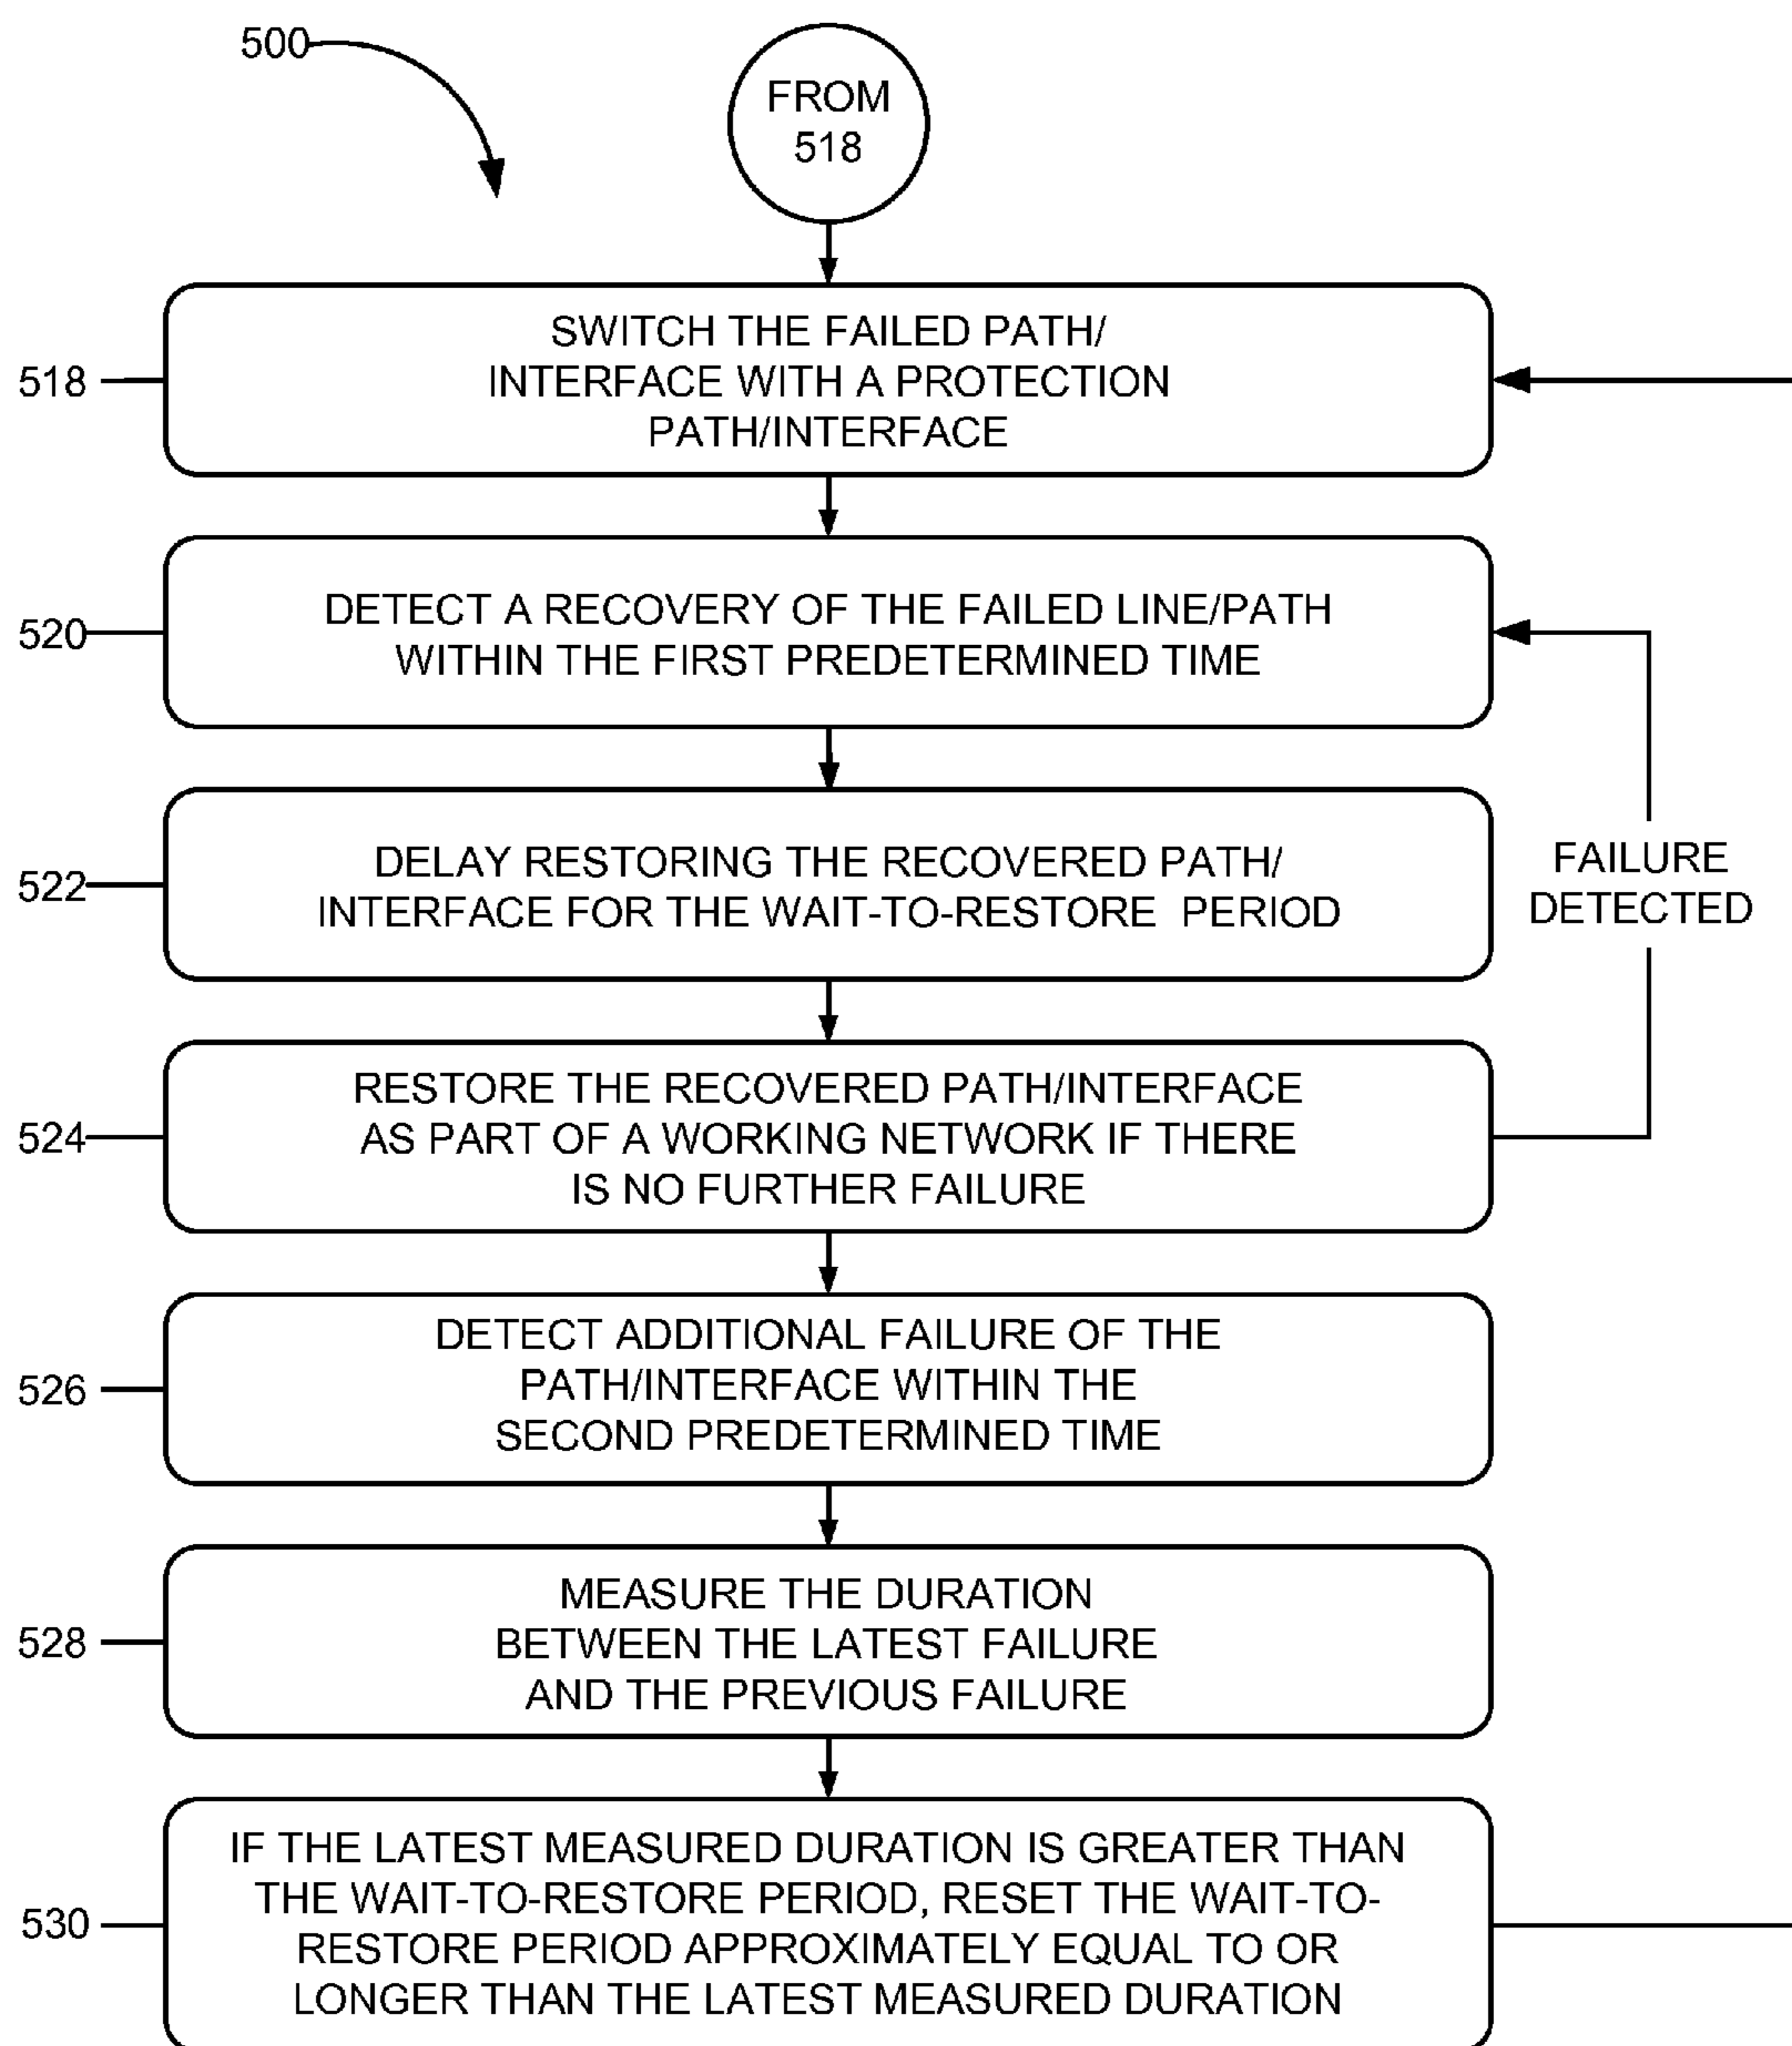 500
FROM
518
518
SWITCH THE FAILED PATH/
INTERFACE WITH A PROTECTION
PATH/INTERFACE
520
DETECT A RECOVERY OF THE FAILED LINE/PATH
WITHIN THE FIRST PREDETERMINED TIME
522
DELAY RESTORING THE RECOVERED PATH/
INTERFACE FOR THE WAIT-TO-RESTORE PERIOD
FAILURE
DETECTED
524
RESTORE THE RECOVERED PATH/INTERFACE
AS PART OF A WORKING NETWORK IF THERE
IS NO FURTHER FAILURE
526
DETECT ADDITIONAL FAILURE OF THE
PATH/INTERFACE WITHIN THE
SECOND PREDETERMINED TIME
528
MEASURE THE DURATION
BETWEEN THE LATEST FAILURE
AND THE PREVIOUS FAILURE
530
IF THE LATEST MEASURED DURATION IS GREATER THAN
THE WAIT-TO-RESTORE PERIOD, RESET THE WAIT-TO-
RESTORE PERIOD APPROXIMATELY EQUAL TO OR
LONGER THAN THE LATEST MEASURED DURATION